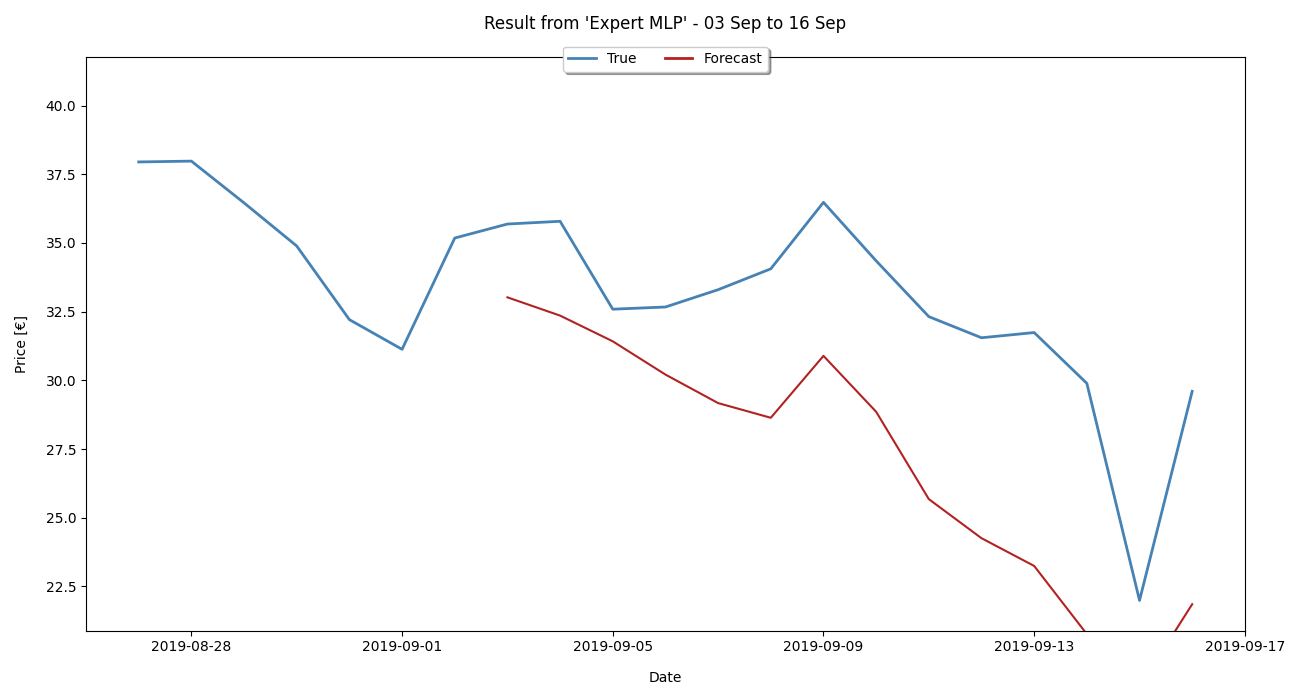 Result from 'Expert MLP' - 03 Sep to 16 Sep
True Forecast
40.0
37.5
35.0
32.5
30.0
27.5
25.0
22.5
Price [€]
2019-08-28 2019-09-01 2019-09-05 2019-09-09 2019-09-13 2019-09-17
Date